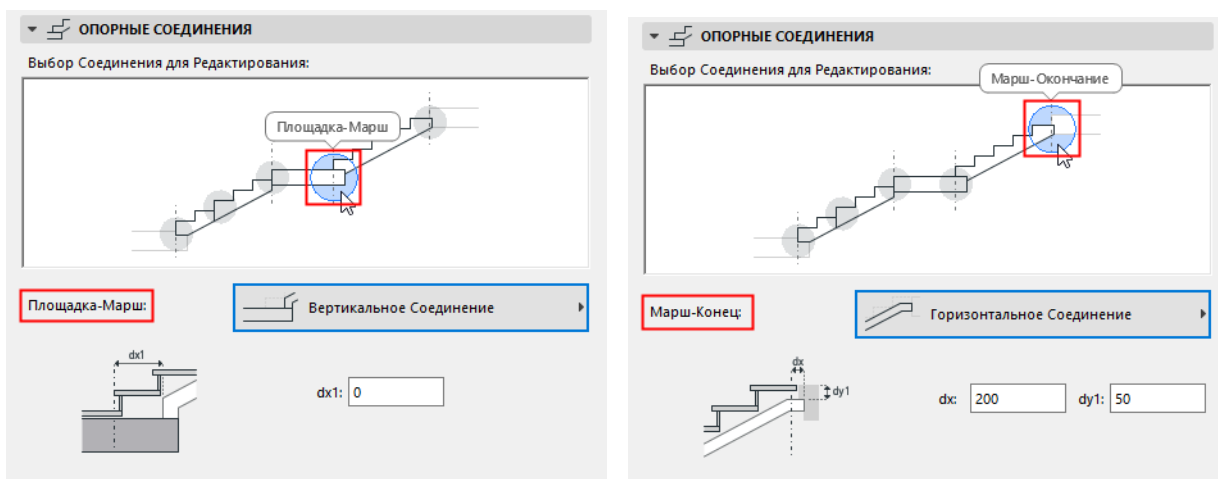 ОПОРНЫЕ СОЕДИНЕНИЯ
Выбор Соединения для Редактирования:
Площадка-Марш
Площадка-Марш:
Вертикальное Соединение
dx1
dx1: 0
ОПОРНЫЕ СОЕДИНЕНИЯ
Выбор Соединения для Редактирования:
Марш-Окончание
Марш-Конец:
Горизонтальное Соединение
dx
dy1
dx: 200 dy1: 50